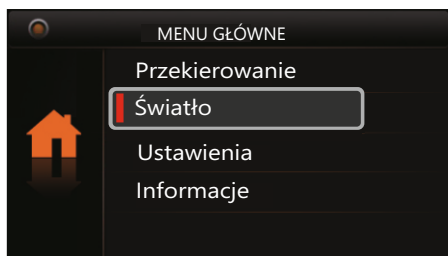 MENU GŁÓWNE
Przekierowanie
Światło
Ustawienia
Informacje